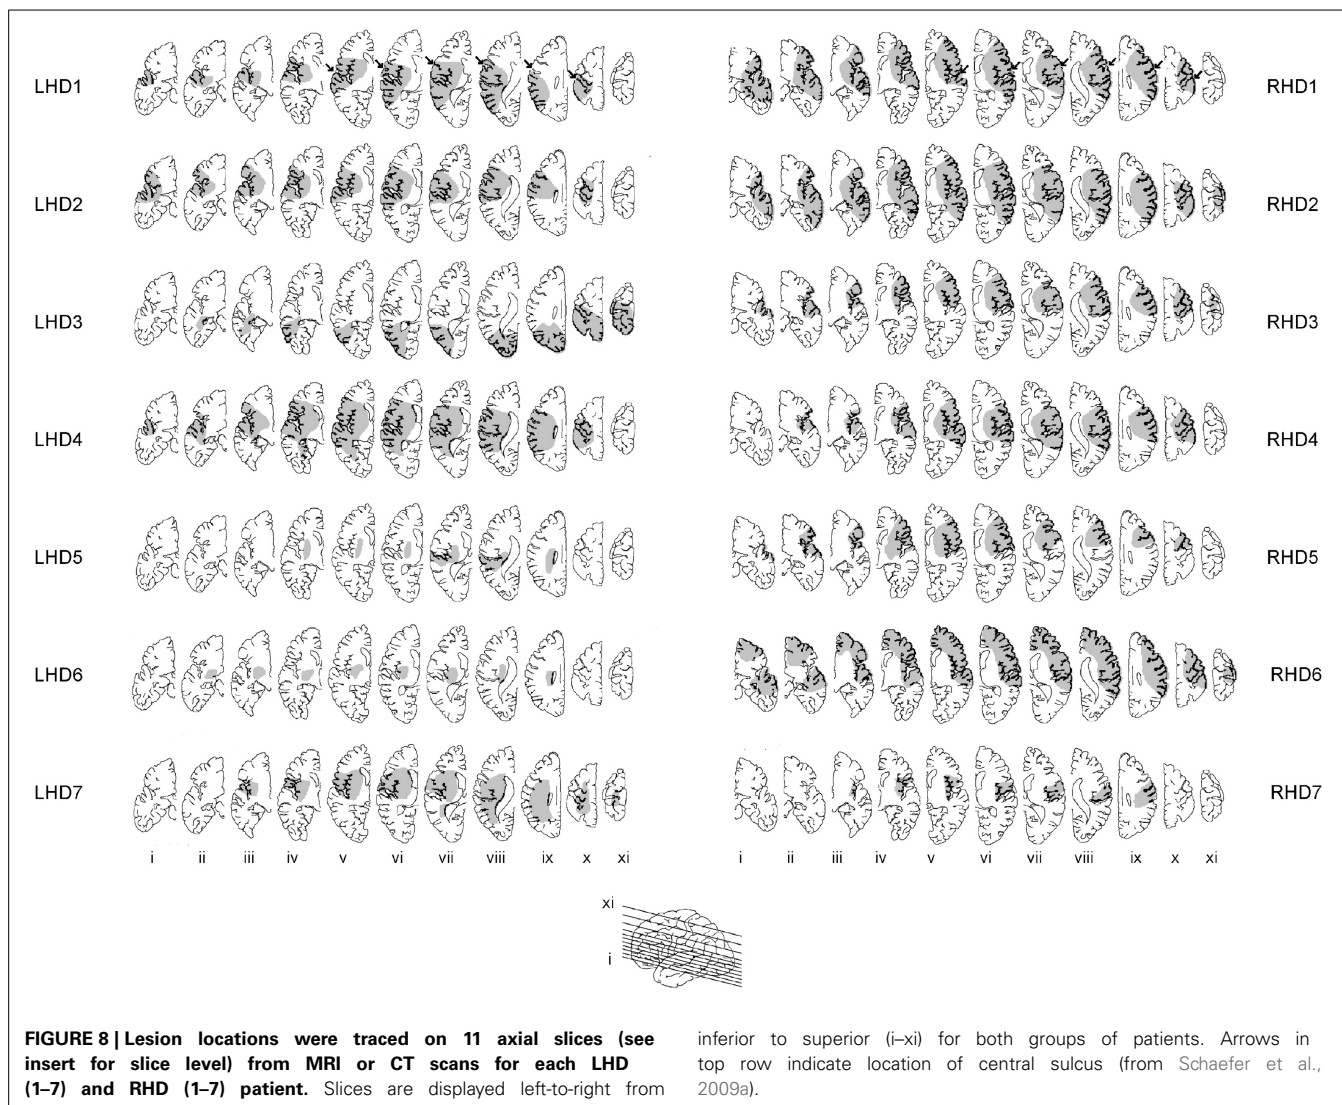 LHD1
RHD1
LHD2
RHD2
LHD3
RHD3
LHD4
RHD4
LHD5
RHD5
LHD6
RHD6
LHD7
RHD7
i ii iii iv v vi vii viii ix x xi
i ii iii iv v vi vii viii ix x xi
xi
i
FIGURE 8 | Lesion locations were traced on 11 axial slices (see
insert for slice level) from MRI or CT scans for each LHD
(1–7) and RHD (1–7) patient. Slices are displayed left-to-right from
inferior to superior (i–xi) for both groups of patients. Arrows in
top row indicate location of central sulcus (from Schaefer et al.,
2009a).